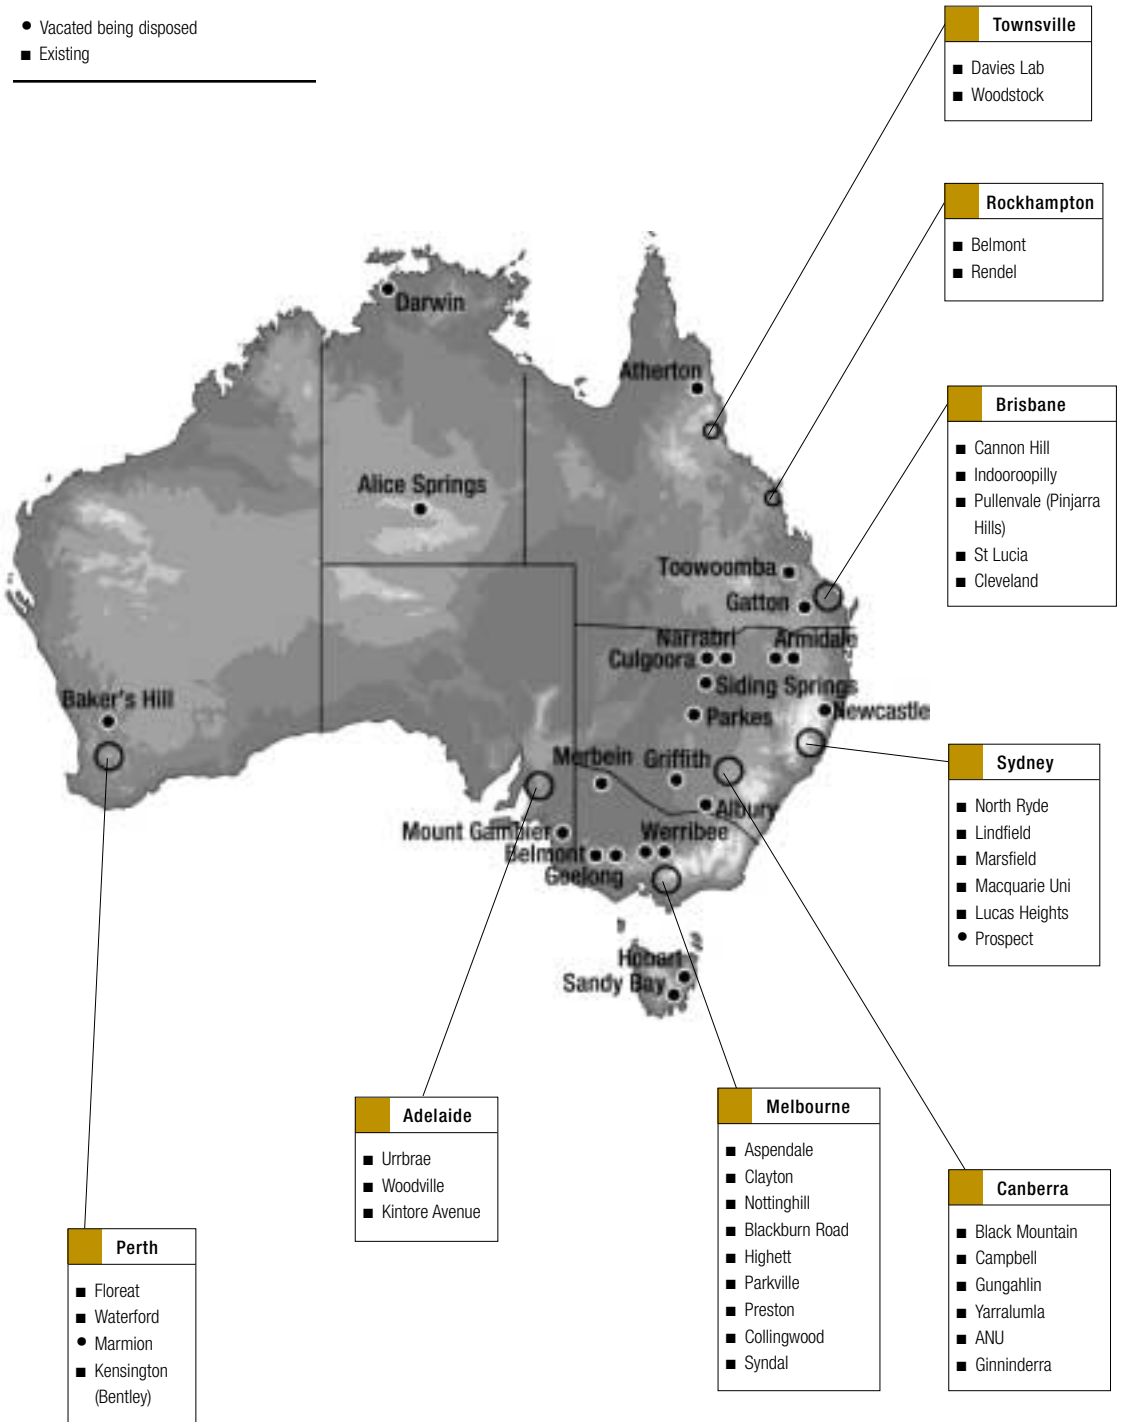 Vacated being disposed
Existing
Townsville
Davies Lab
Woodstock
Rockhampton
Belmont
Rendel
Brisbane
Cannon Hill
Indooroopilly
Pullenvale (Pinjarra
Hills)
St Lucia
Cleveland
Darwin
Atherton
Alice Springs
Toowoomba
Gatton
Narrabri
Armidale
Culgoora
Siding Springs
Baker's Hill
Parkes
Newcastle
Merbein
Griffith
Albury
Mount Gambier
Werribee
Belmont
Geelong
Hobart
Sandy Bay
Sydney
North Ryde
Lindfield
Marsfield
Macquarie Uni
Lucas Heights
Prospect
Adelaide
Urrbrae
Woodville
Kintore Avenue
Melbourne
Aspendale
Clayton
Nottinghill
Blackburn Road
Highett
Parkville
Preston
Collingwood
Syndal
Canberra
Black Mountain
Campbell
Gungahlin
Yarralumla
ANU
Ginninderra
Perth
Floreat
Waterford
Marmion
Kensington
(Bentley)